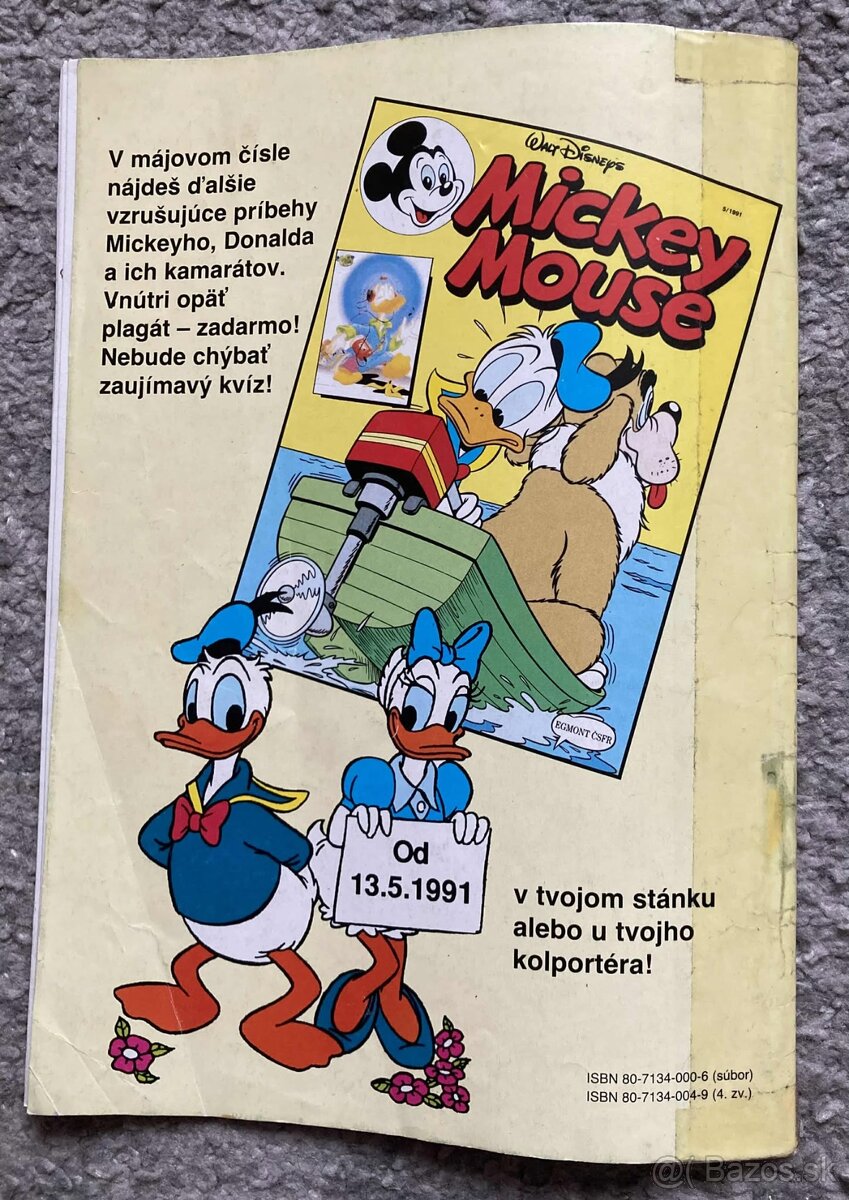 V májovom čísle
nájdeš ďalšie
vzrušujúce príbehy
Mickeyho, Donalda
a ich kamarátov.
Vnútri opäť
plagát – zadarmo!
Nebude chýbať
zaujímavý kvíz!
WALT DISNEY'S
5/1991
Mickey
Mouse
EGMONT ČSFR
Od
13.5.1991
v tvojom stánku
alebo u tvojho
kolportéra!
ISBN 80-7134-000-6 (súbor)
ISBN 80-7134-004-9 (4. zv.)
Bazos.sk